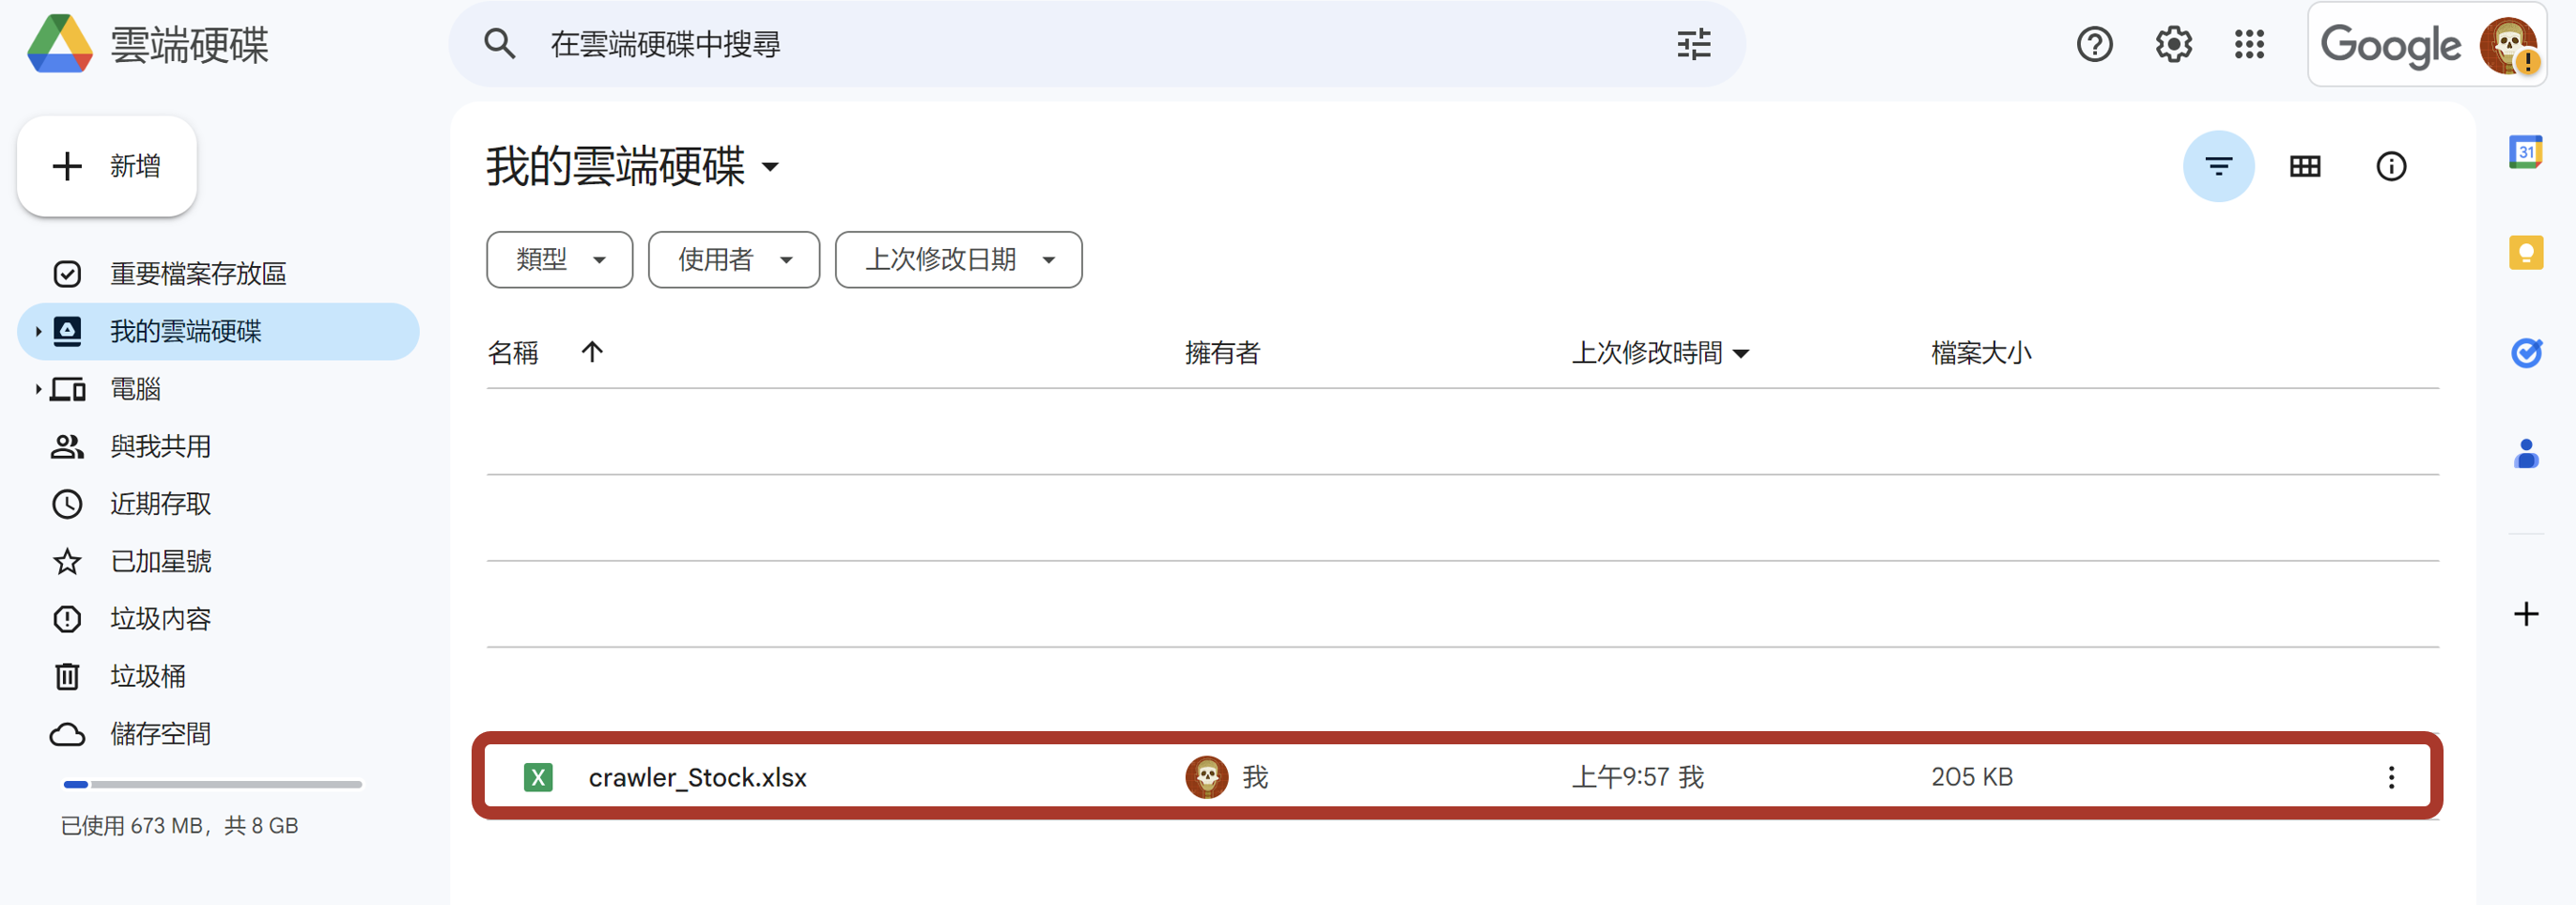 雲端硬碟
在雲端硬碟中搜尋
Google
新增
重要檔案存放區
我的雲端硬碟
電腦
與我共用
近期存取
已加星號
垃圾內容
垃圾桶
儲存空間
已使用 673 MB，共 8 GB
我的雲端硬碟
類型 使用者 上次修改日期
名稱 擁有者 上次修改時間 檔案大小
X crawler_Stock.xlsx 我 上午9:57 我 205 KB
31